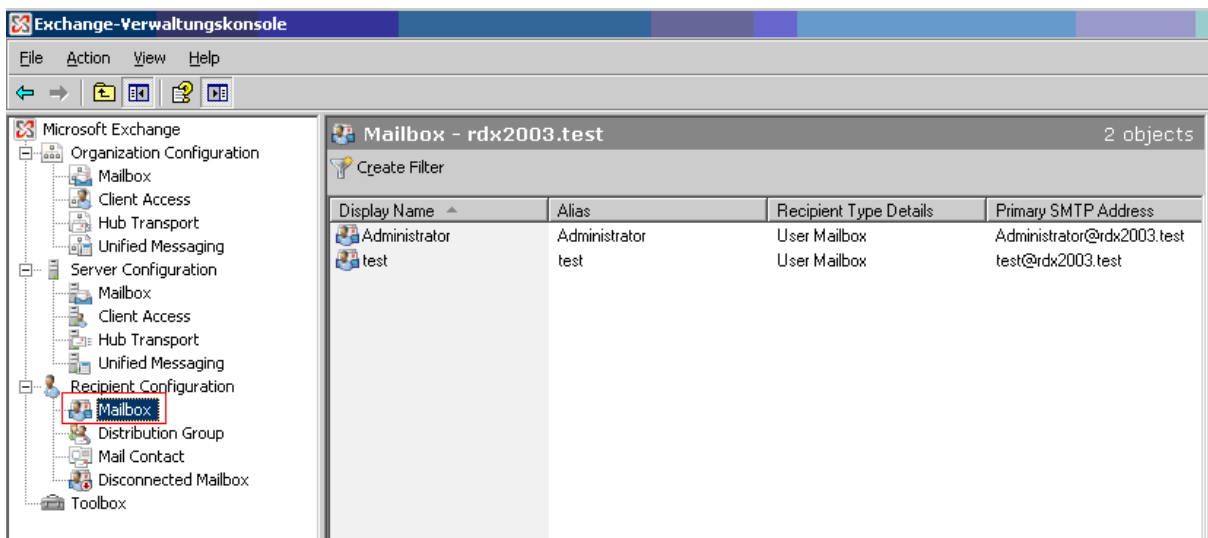 Exchange-Verwaltungskonsole
File Action View Help
Microsoft Exchange
Organization Configuration
Mailbox
Client Access
Hub Transport
Unified Messaging
Server Configuration
Mailbox
Client Access
Hub Transport
Unified Messaging
Recipient Configuration
Mailbox
Distribution Group
Mail Contact
Disconnected Mailbox
Toolbox
Mailbox - rdx2003.test 2 objects
Create Filter
Display Name Alias Recipient Type Details Primary SMTP Address
Administrator Administrator User Mailbox Administrator@rdx2003.test
test test User Mailbox test@rdx2003.test